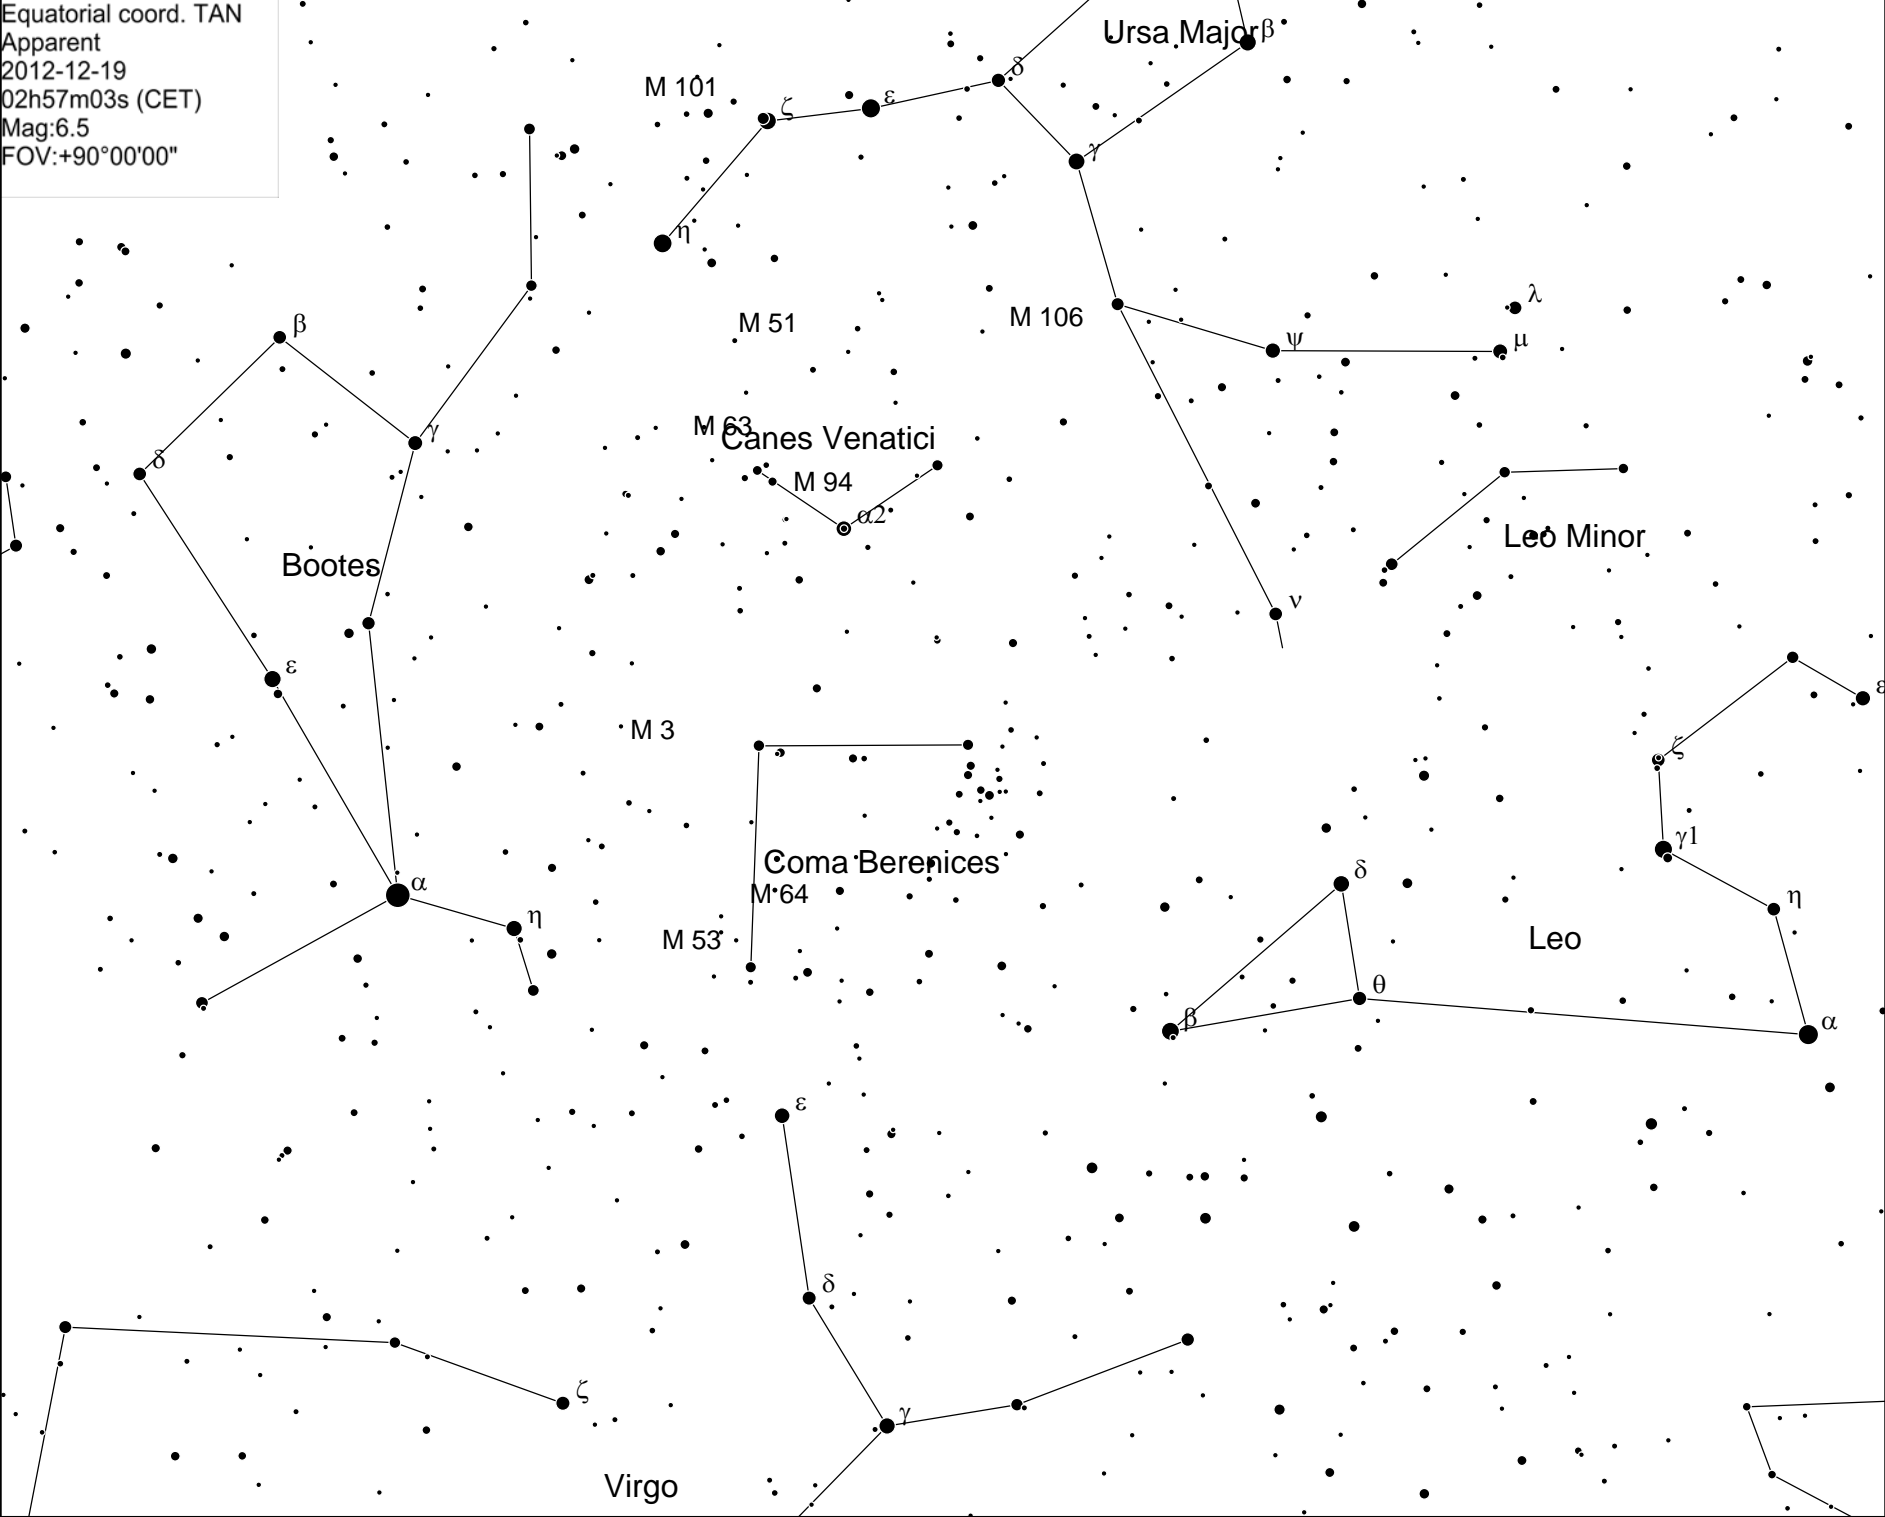 Equatorial coord. TAN
Apparent
2012-12-19
02h57m03s (CET)
Mag:6.5
FOV:+90°00'00"
Ursa Major
β
δ
M 101
ζ
ε
γ
η
λ
M 51
M 106
β
ψ
μ
M 63
Canes Venatici
γ
δ
M 94
α2
Leo Minor
Bootes
ν
ε
ε
M 3
ζ
γ1
Coma Berenices
δ
α
M 64
η
η
M 53
Leo
θ
β
α
ε
δ
ζ
γ
Virgo